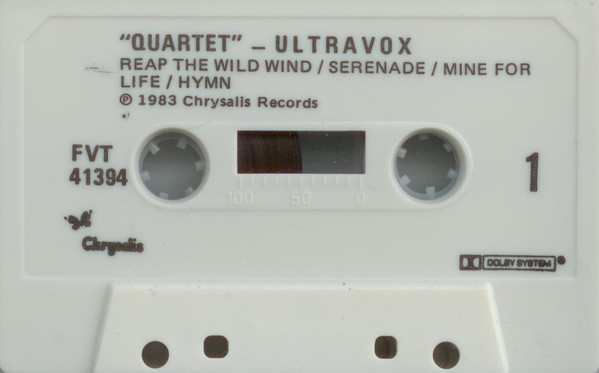 "QUARTET" – ULTRAVOX
REAP THE WILD WIND / SERENADE / MINE FOR
LIFE / HYMN
℗ 1983 Chrysalis Records
FVT
41394
1
100 50 0
Chrysalis
DOLBY SYSTEM